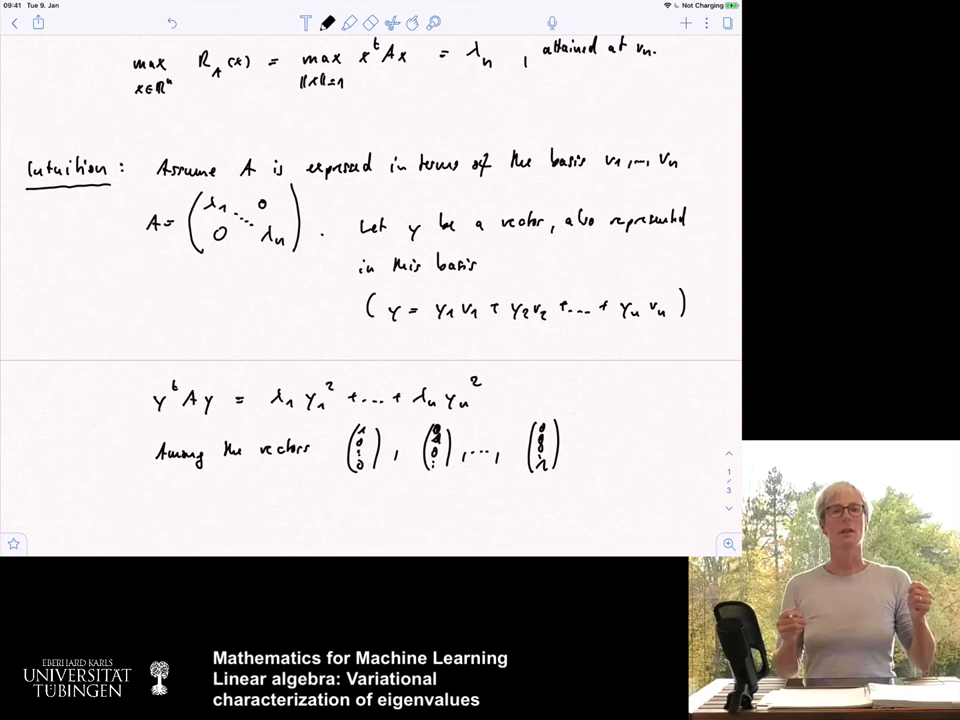 09:41 Tue 9. Jan
Not Charging
max R_A(x) = max x^t A x = λ_n , attained at v_n.
x∈ℝ^n ‖x‖=1
Intuition : Assume A is expressed in terms of the basis v_1,..., v_n
A = ( λ_1 0 ⋱ 0 λ_n ) . Let y be a vector, also represented
in this basis
( y = y_1 v_1 + y_2 v_2 + ... + y_n v_n )
y^t A y = λ_1 y_1^2 + ... + λ_n y_n^2
Among the vectors (1 0 ⋮ 0) , (0 1 0 ⋮) , ..., (0 0 0 ⋮ 1)
1
/
3
EBERHARD KARLS
UNIVERSITÄT
TÜBINGEN
Mathematics for Machine Learning
Linear algebra: Variational
characterization of eigenvalues